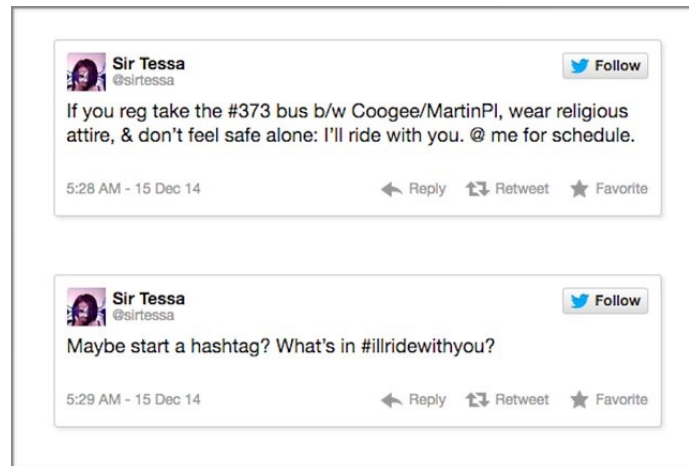 Sir Tessa
@sirtessa
Follow
If you reg take the #373 bus b/w Coogee/MartinPl, wear religious
attire, & don't feel safe alone: I'll ride with you. @ me for schedule.
5:28 AM - 15 Dec 14
Reply
Retweet
Favorite
Sir Tessa
@sirtessa
Follow
Maybe start a hashtag? What's in #illridewithyou?
5:29 AM - 15 Dec 14
Reply
Retweet
Favorite